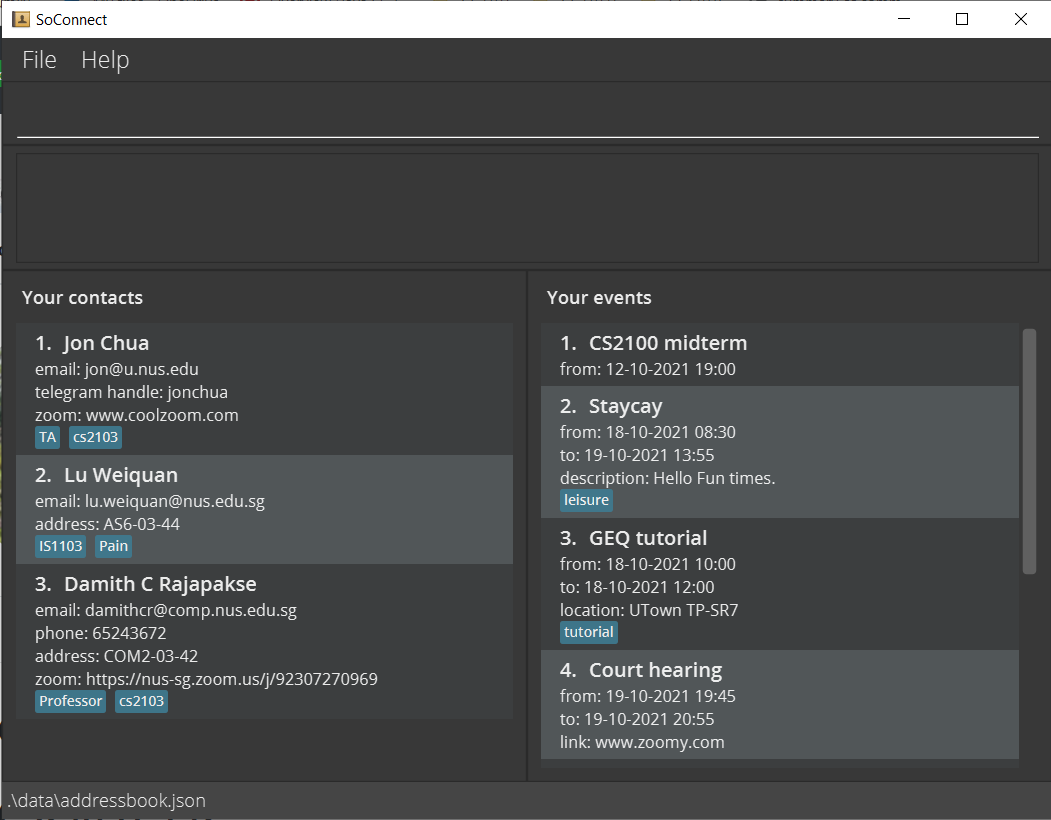 SoConnect
File Help
Your contacts
1. Jon Chua
email: jon@u.nus.edu
telegram handle: jonchua
zoom: www.coolzoom.com
TA cs2103
2. Lu Weiquan
email: lu.weiquan@nus.edu.sg
address: AS6-03-44
IS1103 Pain
3. Damith C Rajapakse
email: damithcr@comp.nus.edu.sg
phone: 65243672
address: COM2-03-42
zoom: https://nus-sg.zoom.us/j/92307270969
Professor cs2103
Your events
1. CS2100 midterm
from: 12-10-2021 19:00
2. Staycay
from: 18-10-2021 08:30
to: 19-10-2021 13:55
description: Hello Fun times.
leisure
3. GEQ tutorial
from: 18-10-2021 10:00
to: 18-10-2021 12:00
location: UTown TP-SR7
tutorial
4. Court hearing
from: 19-10-2021 19:45
to: 19-10-2021 20:55
link: www.zoomy.com
.\data\addressbook.json